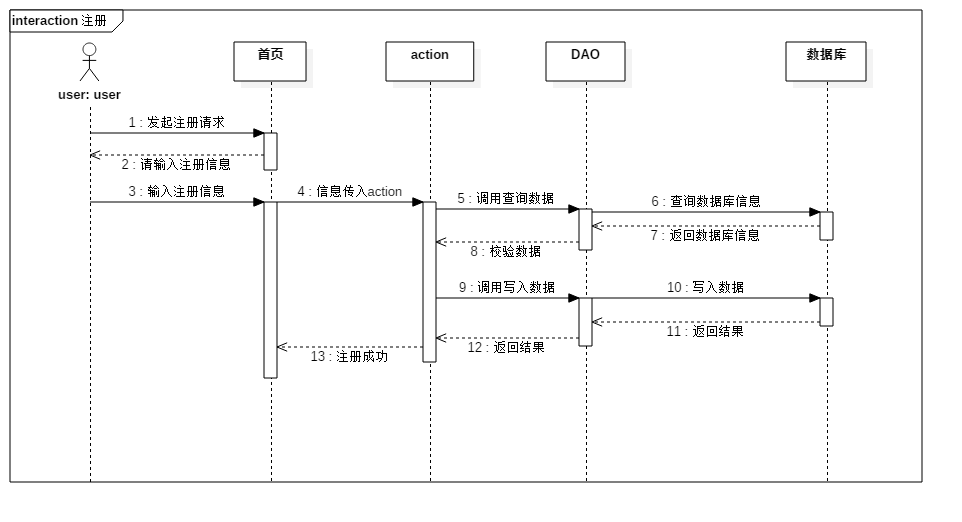 interaction 注册
首页
action
DAO
数据库
user: user
1 : 发起注册请求
2 : 请输入注册信息
3 : 输入注册信息
4 : 信息传入action
5 : 调用查询数据
6 : 查询数据库信息
7 : 返回数据库信息
8 : 校验数据
9 : 调用写入数据
10 : 写入数据
11 : 返回结果
12 : 返回结果
13 : 注册成功